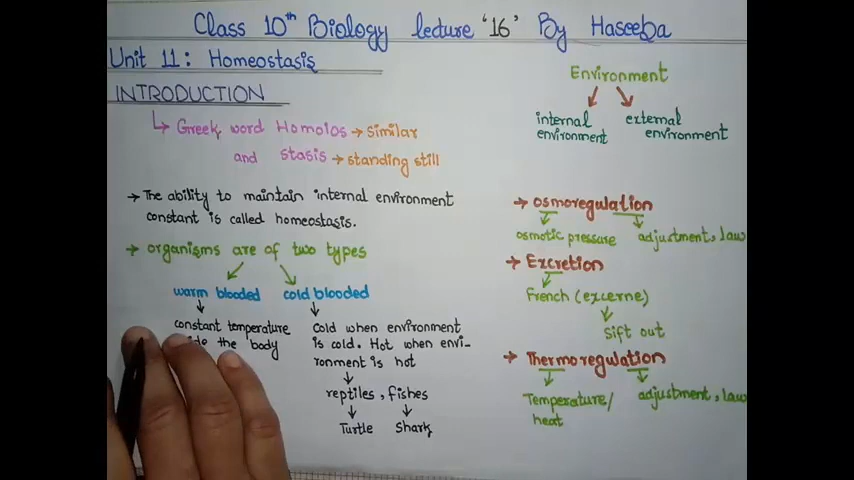 Class 10th Biology lecture '16' By Haseeba
Unit 11: Homeostasis
INTRODUCTION
Greek word Homoios → similar
and stasis → standing still
→ The ability to maintain internal environment
constant is called homeostasis.
→ organisms are of two types
warm blooded cold blooded
constant temperature
the body
Cold when environment
is cold. Hot when envi-
ronment is hot
reptiles, fishes
Turtle Shark
Environment
internal
environment
external
environment
→ osmoregulation
osmotic pressure adjustment, law
→ Excretion
French (excerne)
Sift out
→ Thermoregulation
Temperature/
heat
adjustment, law